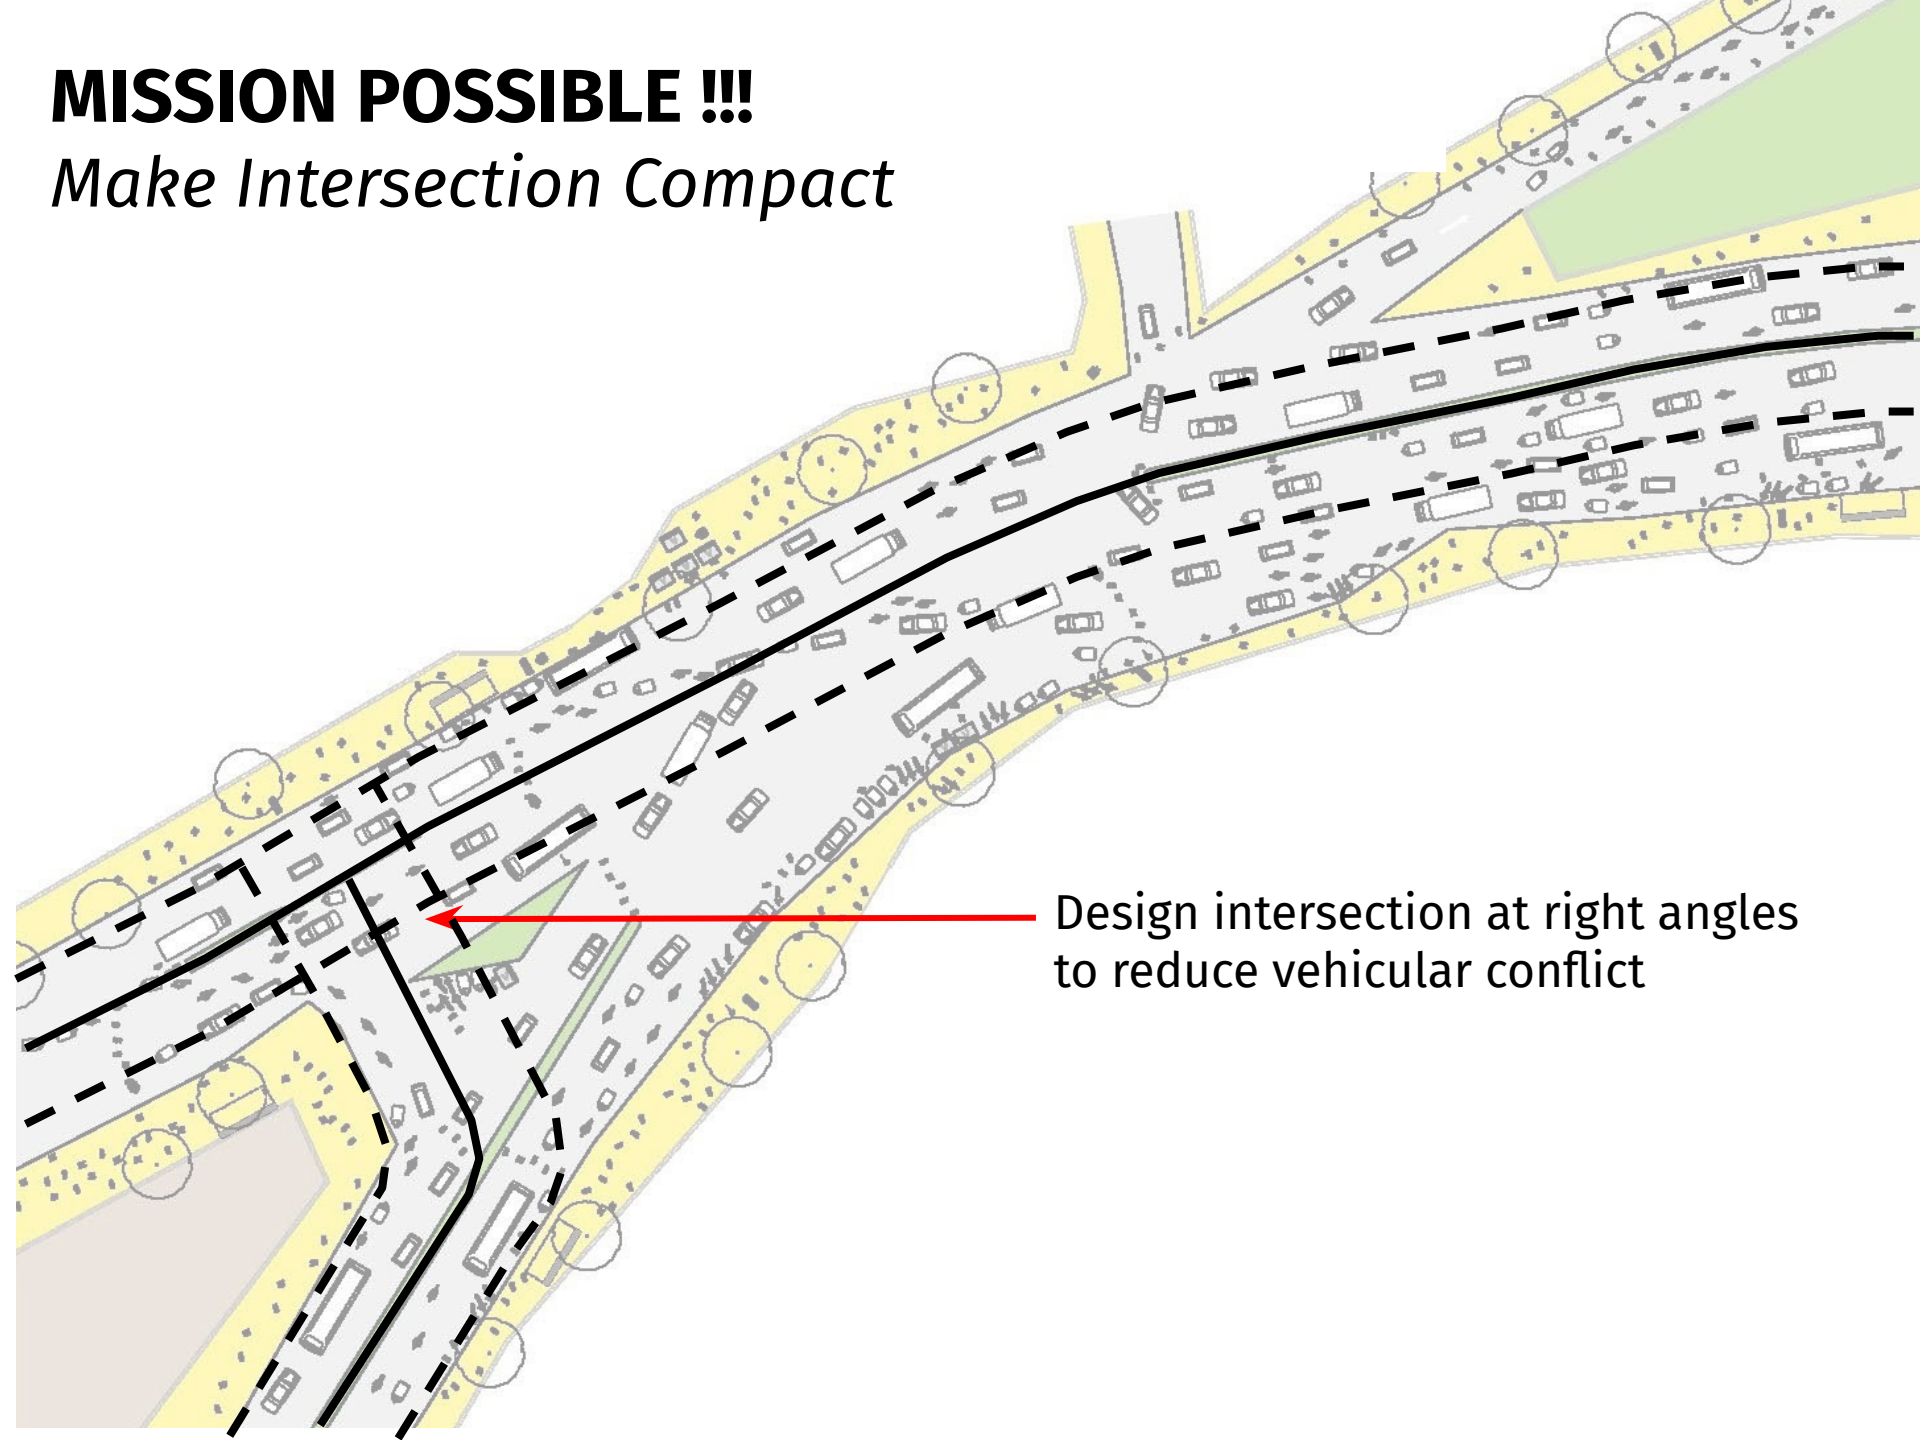 MISSION POSSIBLE !!!
Make Intersection Compact
Design intersection at right angles
to reduce vehicular conflict